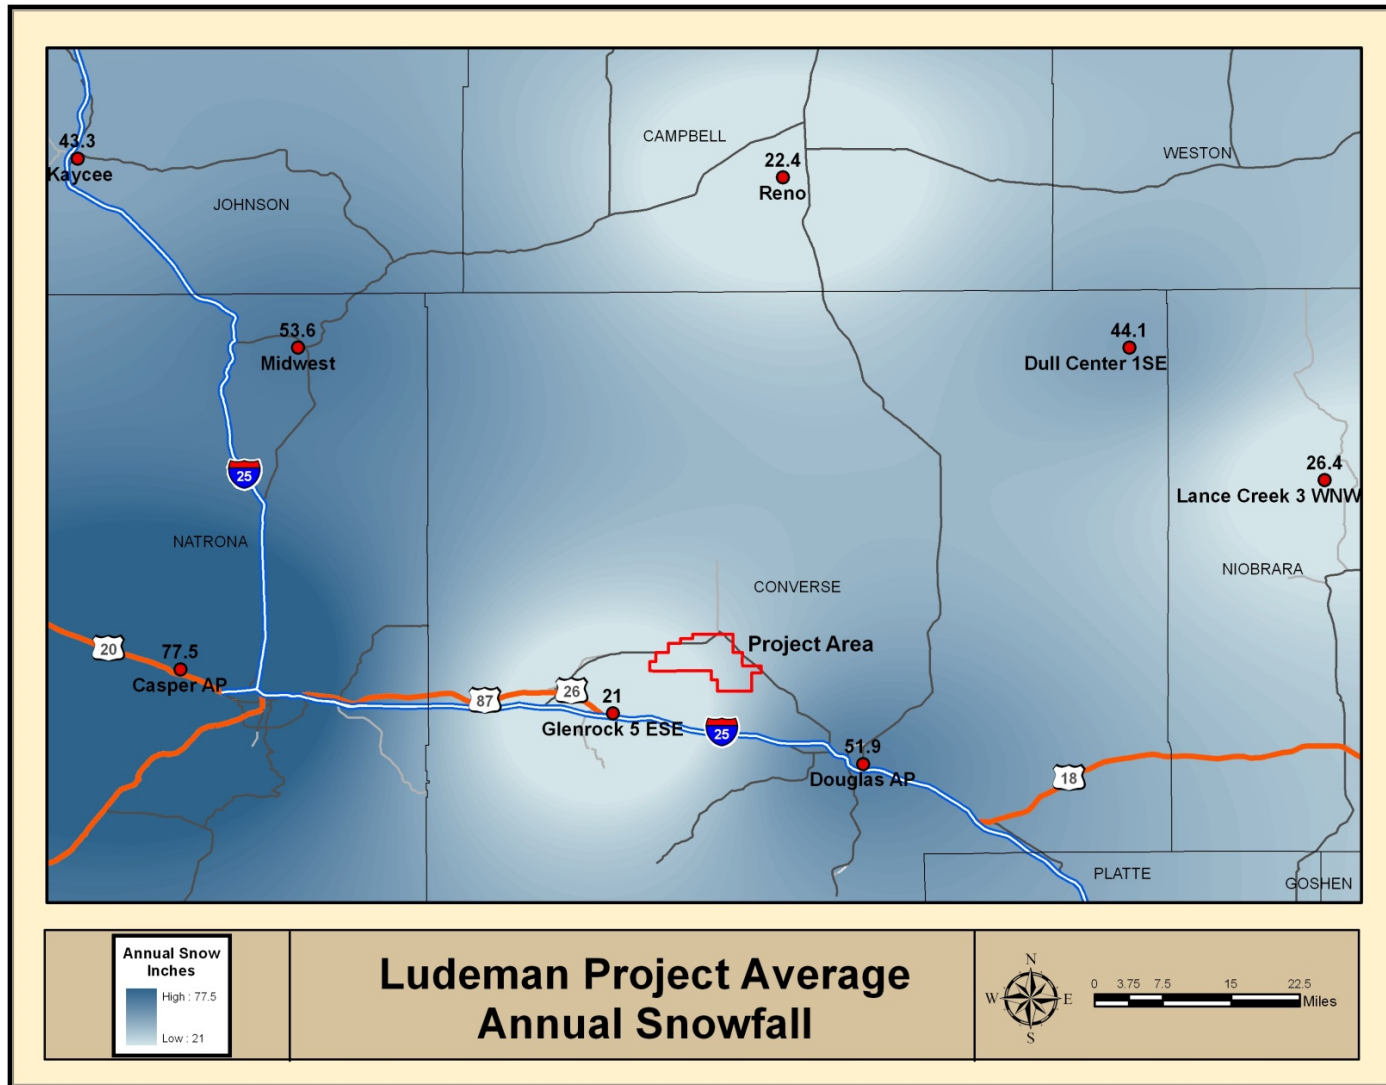 CAMPBELL
WESTON
43.3
Kaycee
22.4
Reno
JOHNSON
53.6
Midwest
44.1
Dull Center 1SE
25
26.4
Lance Creek 3 WNW
NATRONA
NIOBRARA
CONVERSE
20
77.5
Casper AP
Project Area
87
26
21
Glenrock 5 ESE
25
51.9
Douglas AP
18
PLATTE
GOSHEN
Annual Snow
Inches
High : 77.5
Low : 21
Ludeman Project Average
Annual Snowfall
N
W
E
S
0 3.75 7.5 15 22.5
Miles